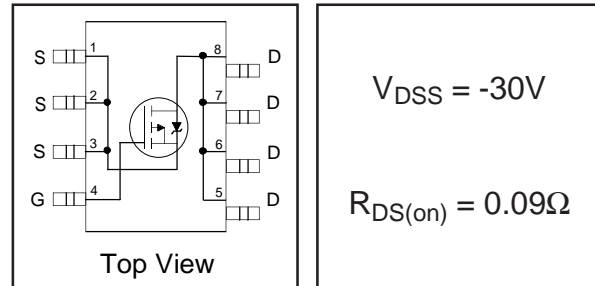 S 1 8 D
S 2 7 D
S 3 6 D
G 4 5 D
Top View
VDSS = -30V
RDS(on) = 0.09Ω